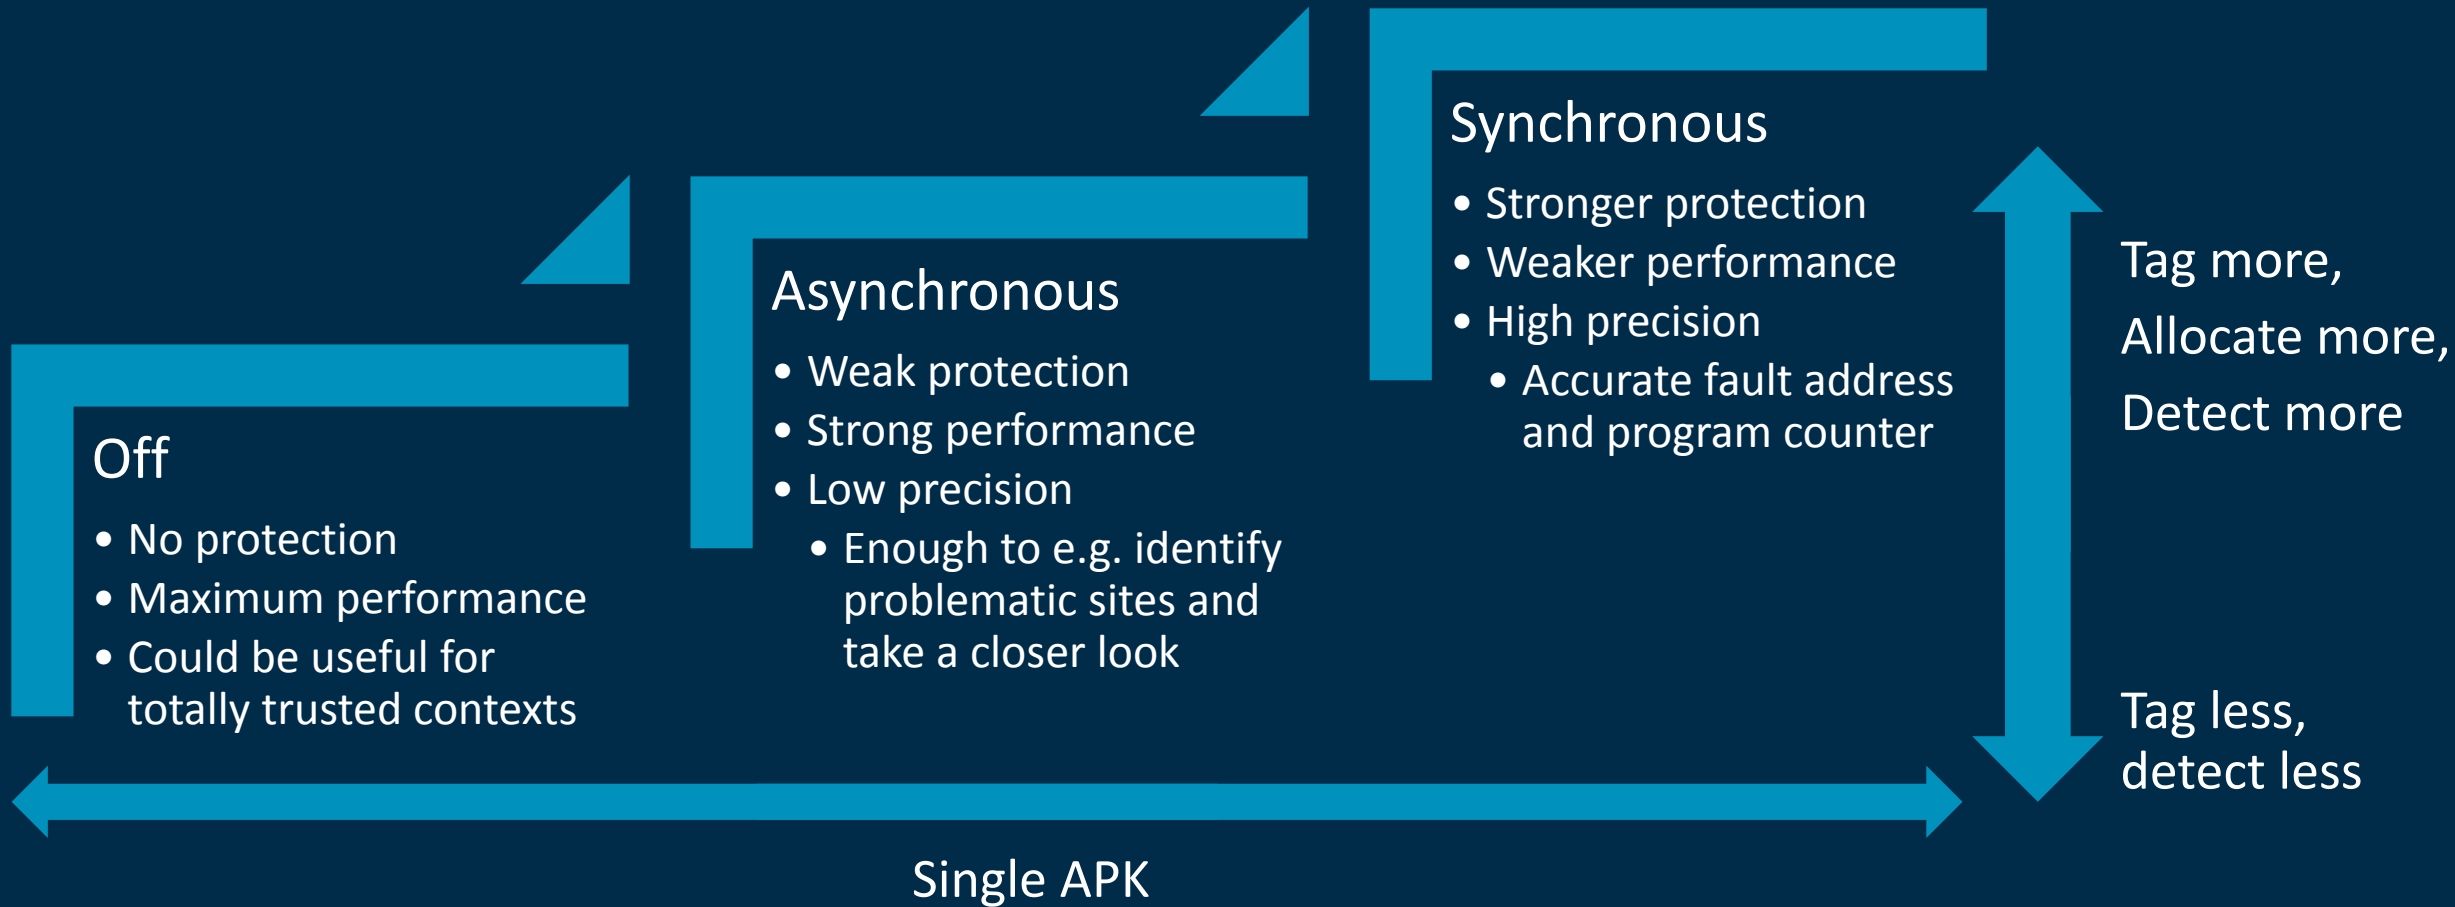 Off
• No protection
• Maximum performance
• Could be useful for
totally trusted contexts
Asynchronous
• Weak protection
• Strong performance
• Low precision
• Enough to e.g. identify
problematic sites and
take a closer look
Synchronous
• Stronger protection
• Weaker performance
• High precision
• Accurate fault address
and program counter
Tag more,
Allocate more,
Detect more
Tag less,
detect less
Single APK